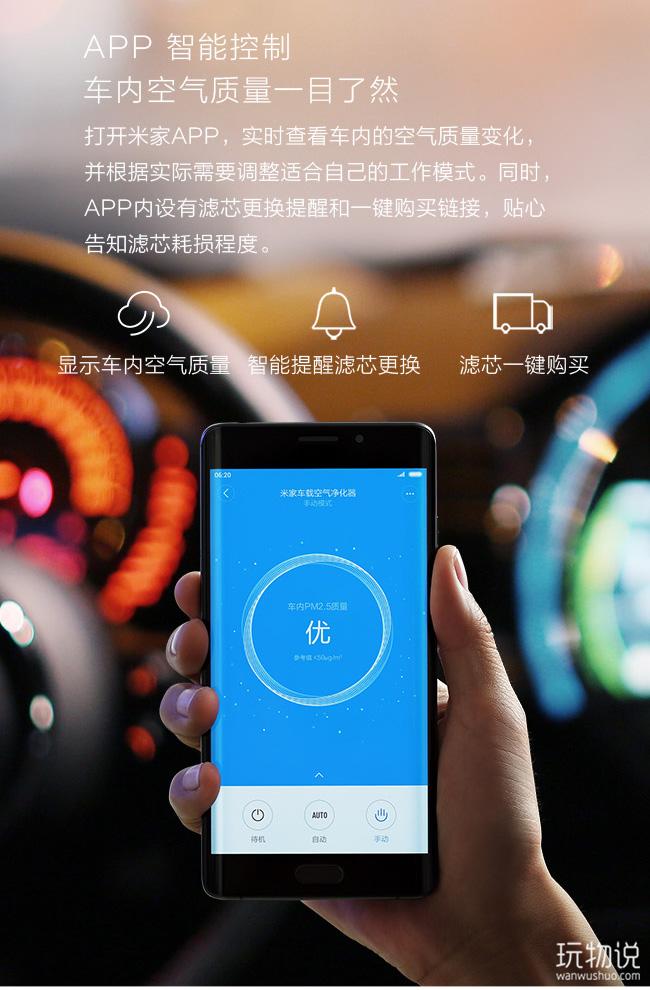 APP 智能控制
车内空气质量一目了然
打开米家APP，实时查看车内的空气质量变化，
并根据实际需要调整适合自己的工作模式。同时，
APP内设有滤芯更换提醒和一键购买链接，贴心
告知滤芯耗损程度。
显示车内空气质量 智能提醒滤芯更换 滤芯一键购买
06:20
米家车载空气净化器
手动模式
车内PM2.5质量
优
参考值 <50μg/m³
AUTO
待机 自动 手动
玩物说
wanwushuo.com